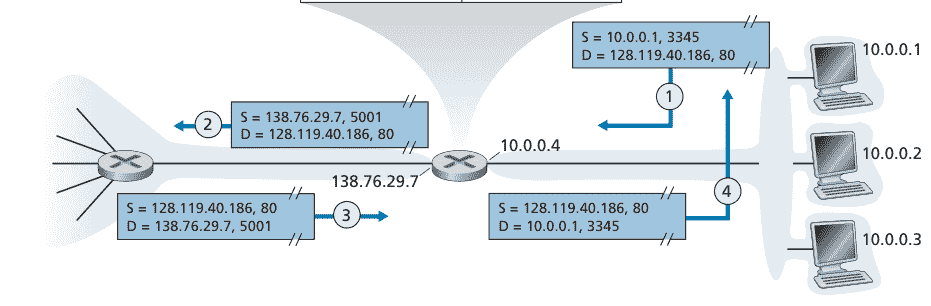 S = 10.0.0.1, 3345
D = 128.119.40.186, 80
10.0.0.1
1
2
S = 138.76.29.7, 5001
D = 128.119.40.186, 80
10.0.0.4
10.0.0.2
138.76.29.7
4
S = 128.119.40.186, 80
D = 138.76.29.7, 5001
3
S = 128.119.40.186, 80
D = 10.0.0.1, 3345
10.0.0.3